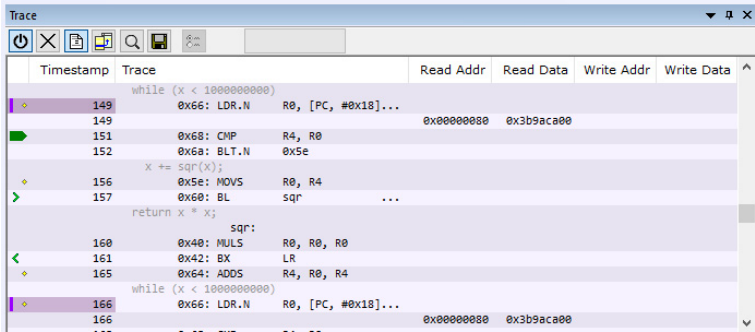 Trace
Timestamp Trace Read Addr Read Data Write Addr Write Data
while (x < 1000000000)
149 0x66: LDR.N R0, [PC, #0x18]...
149 0x00000080 0x3b9aca00
151 0x68: CMP R4, R0
152 0x6a: BLT.N 0x5e
x += sqr(x);
156 0x5e: MOVS R0, R4
157 0x60: BL sqr ...
return x * x;
sqr:
160 0x40: MULS R0, R0, R0
161 0x42: BX LR
165 0x64: ADDS R4, R0, R4
while (x < 1000000000)
166 0x66: LDR.N R0, [PC, #0x18]...
166 0x00000080 0x3b9aca00